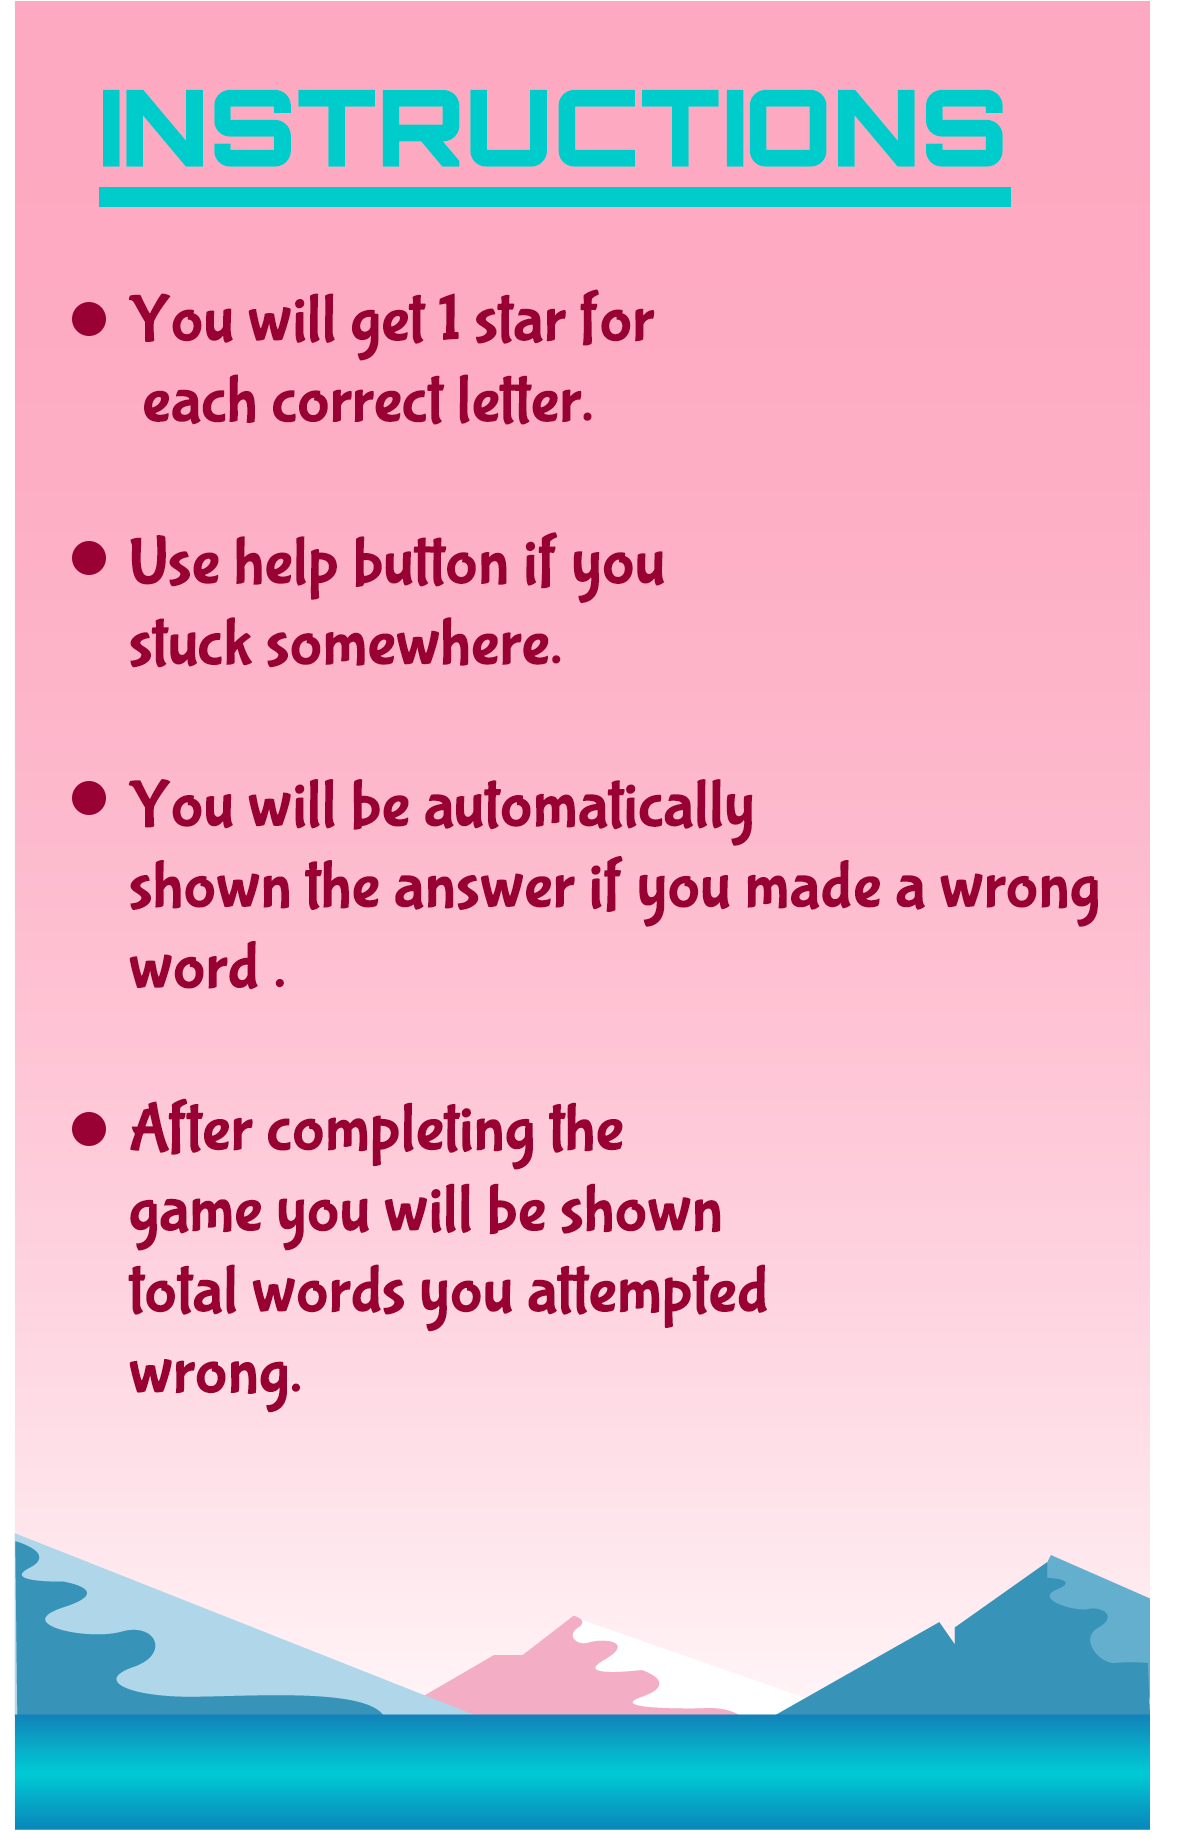 INSTRUCTIONS
● You will get 1 star for
each correct letter.
● Use help button if you
stuck somewhere.
● You will be automatically
shown the answer if you made a wrong
word .
● After completing the
game you will be shown
total words you attempted
wrong.